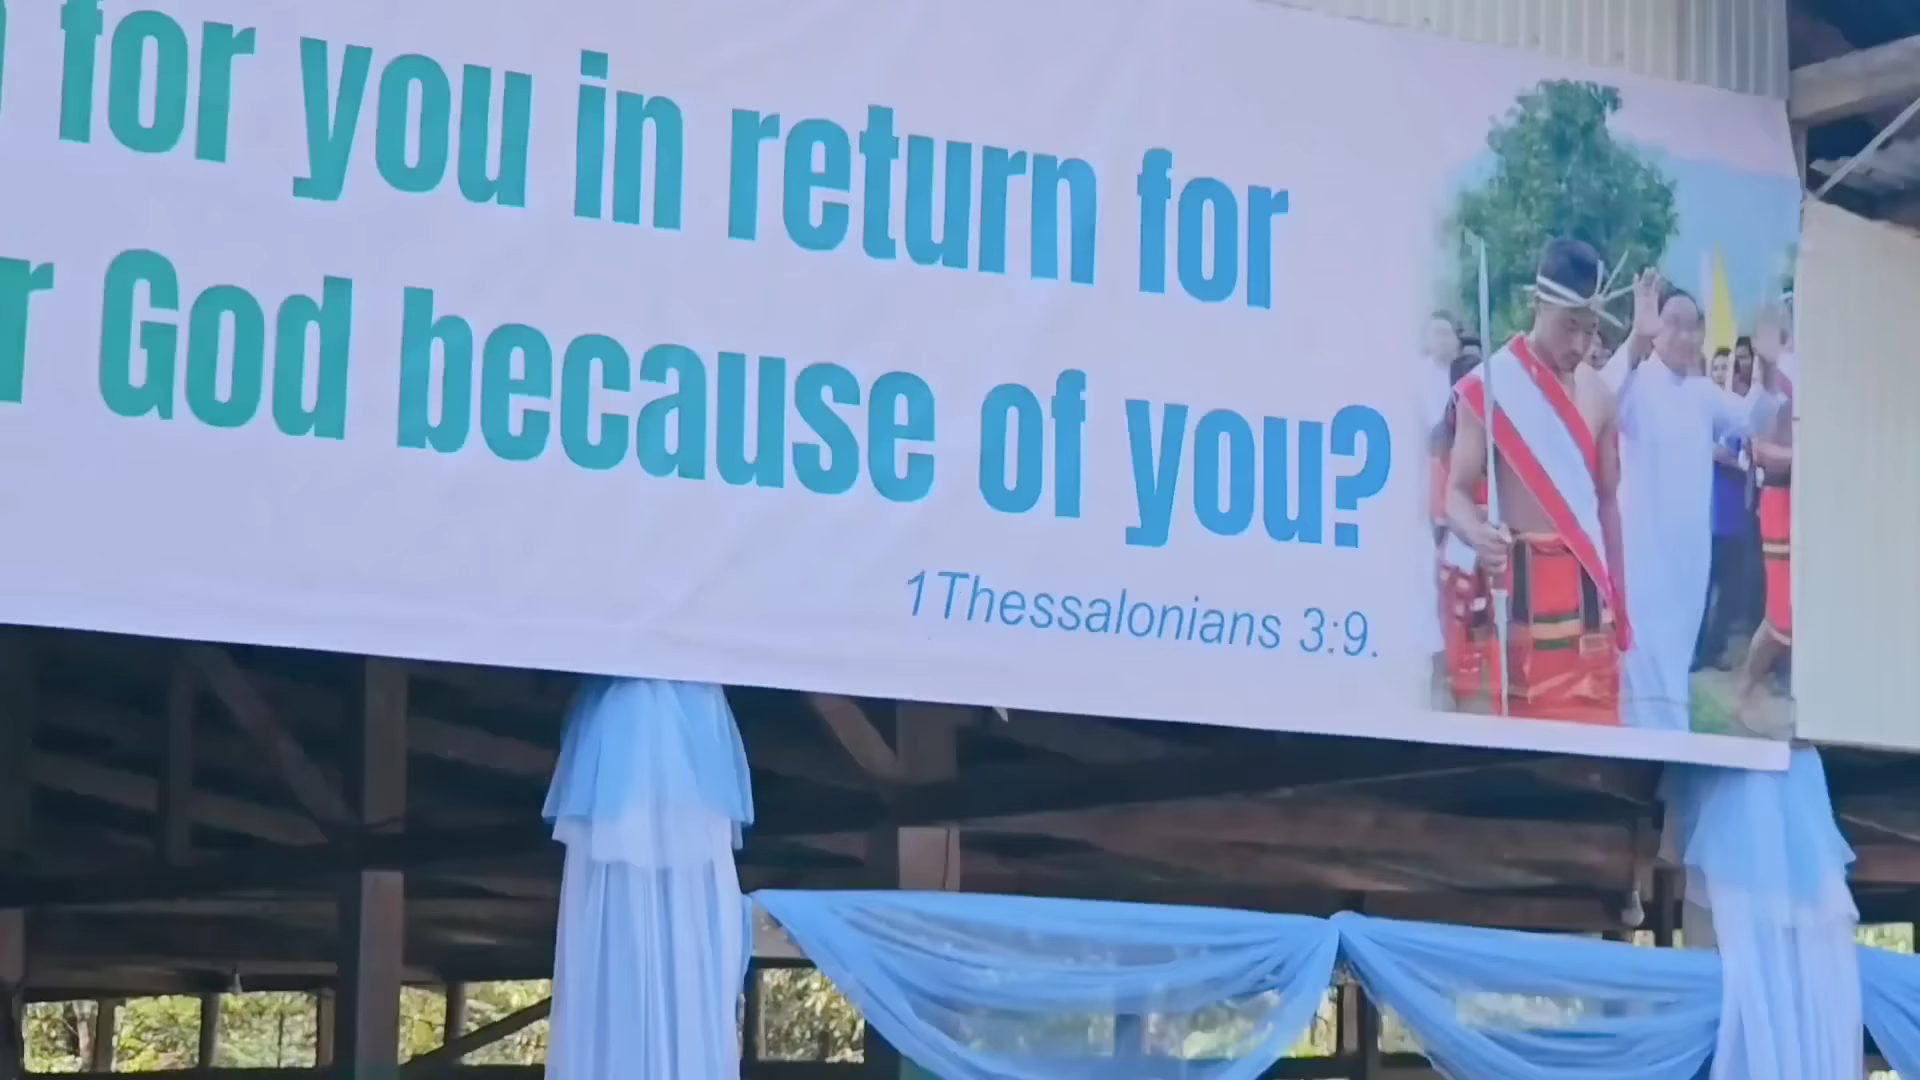 for you in return for
God because of you?
1Thessalonians 3:9.